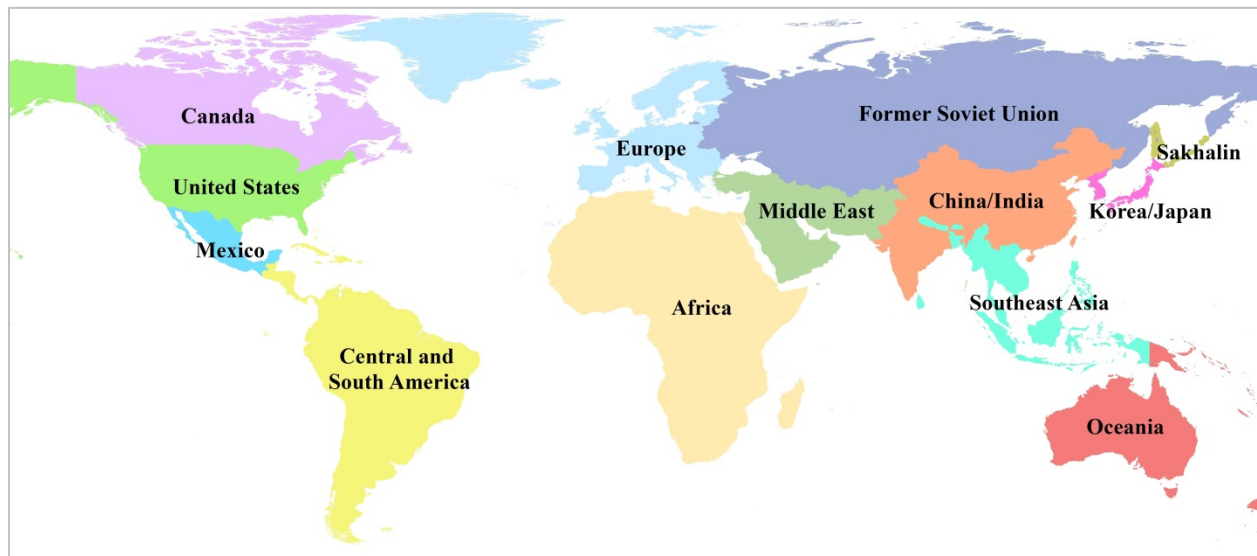 Canada
United States
Mexico
Central and
South America
Europe
Africa
Middle East
Former Soviet Union
China/India
Sakhalin
Korea/Japan
Southeast Asia
Oceania